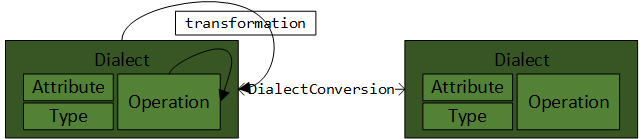 transformation
Dialect
Attribute
Type
Operation
DialectConversion
Dialect
Attribute
Type
Operation